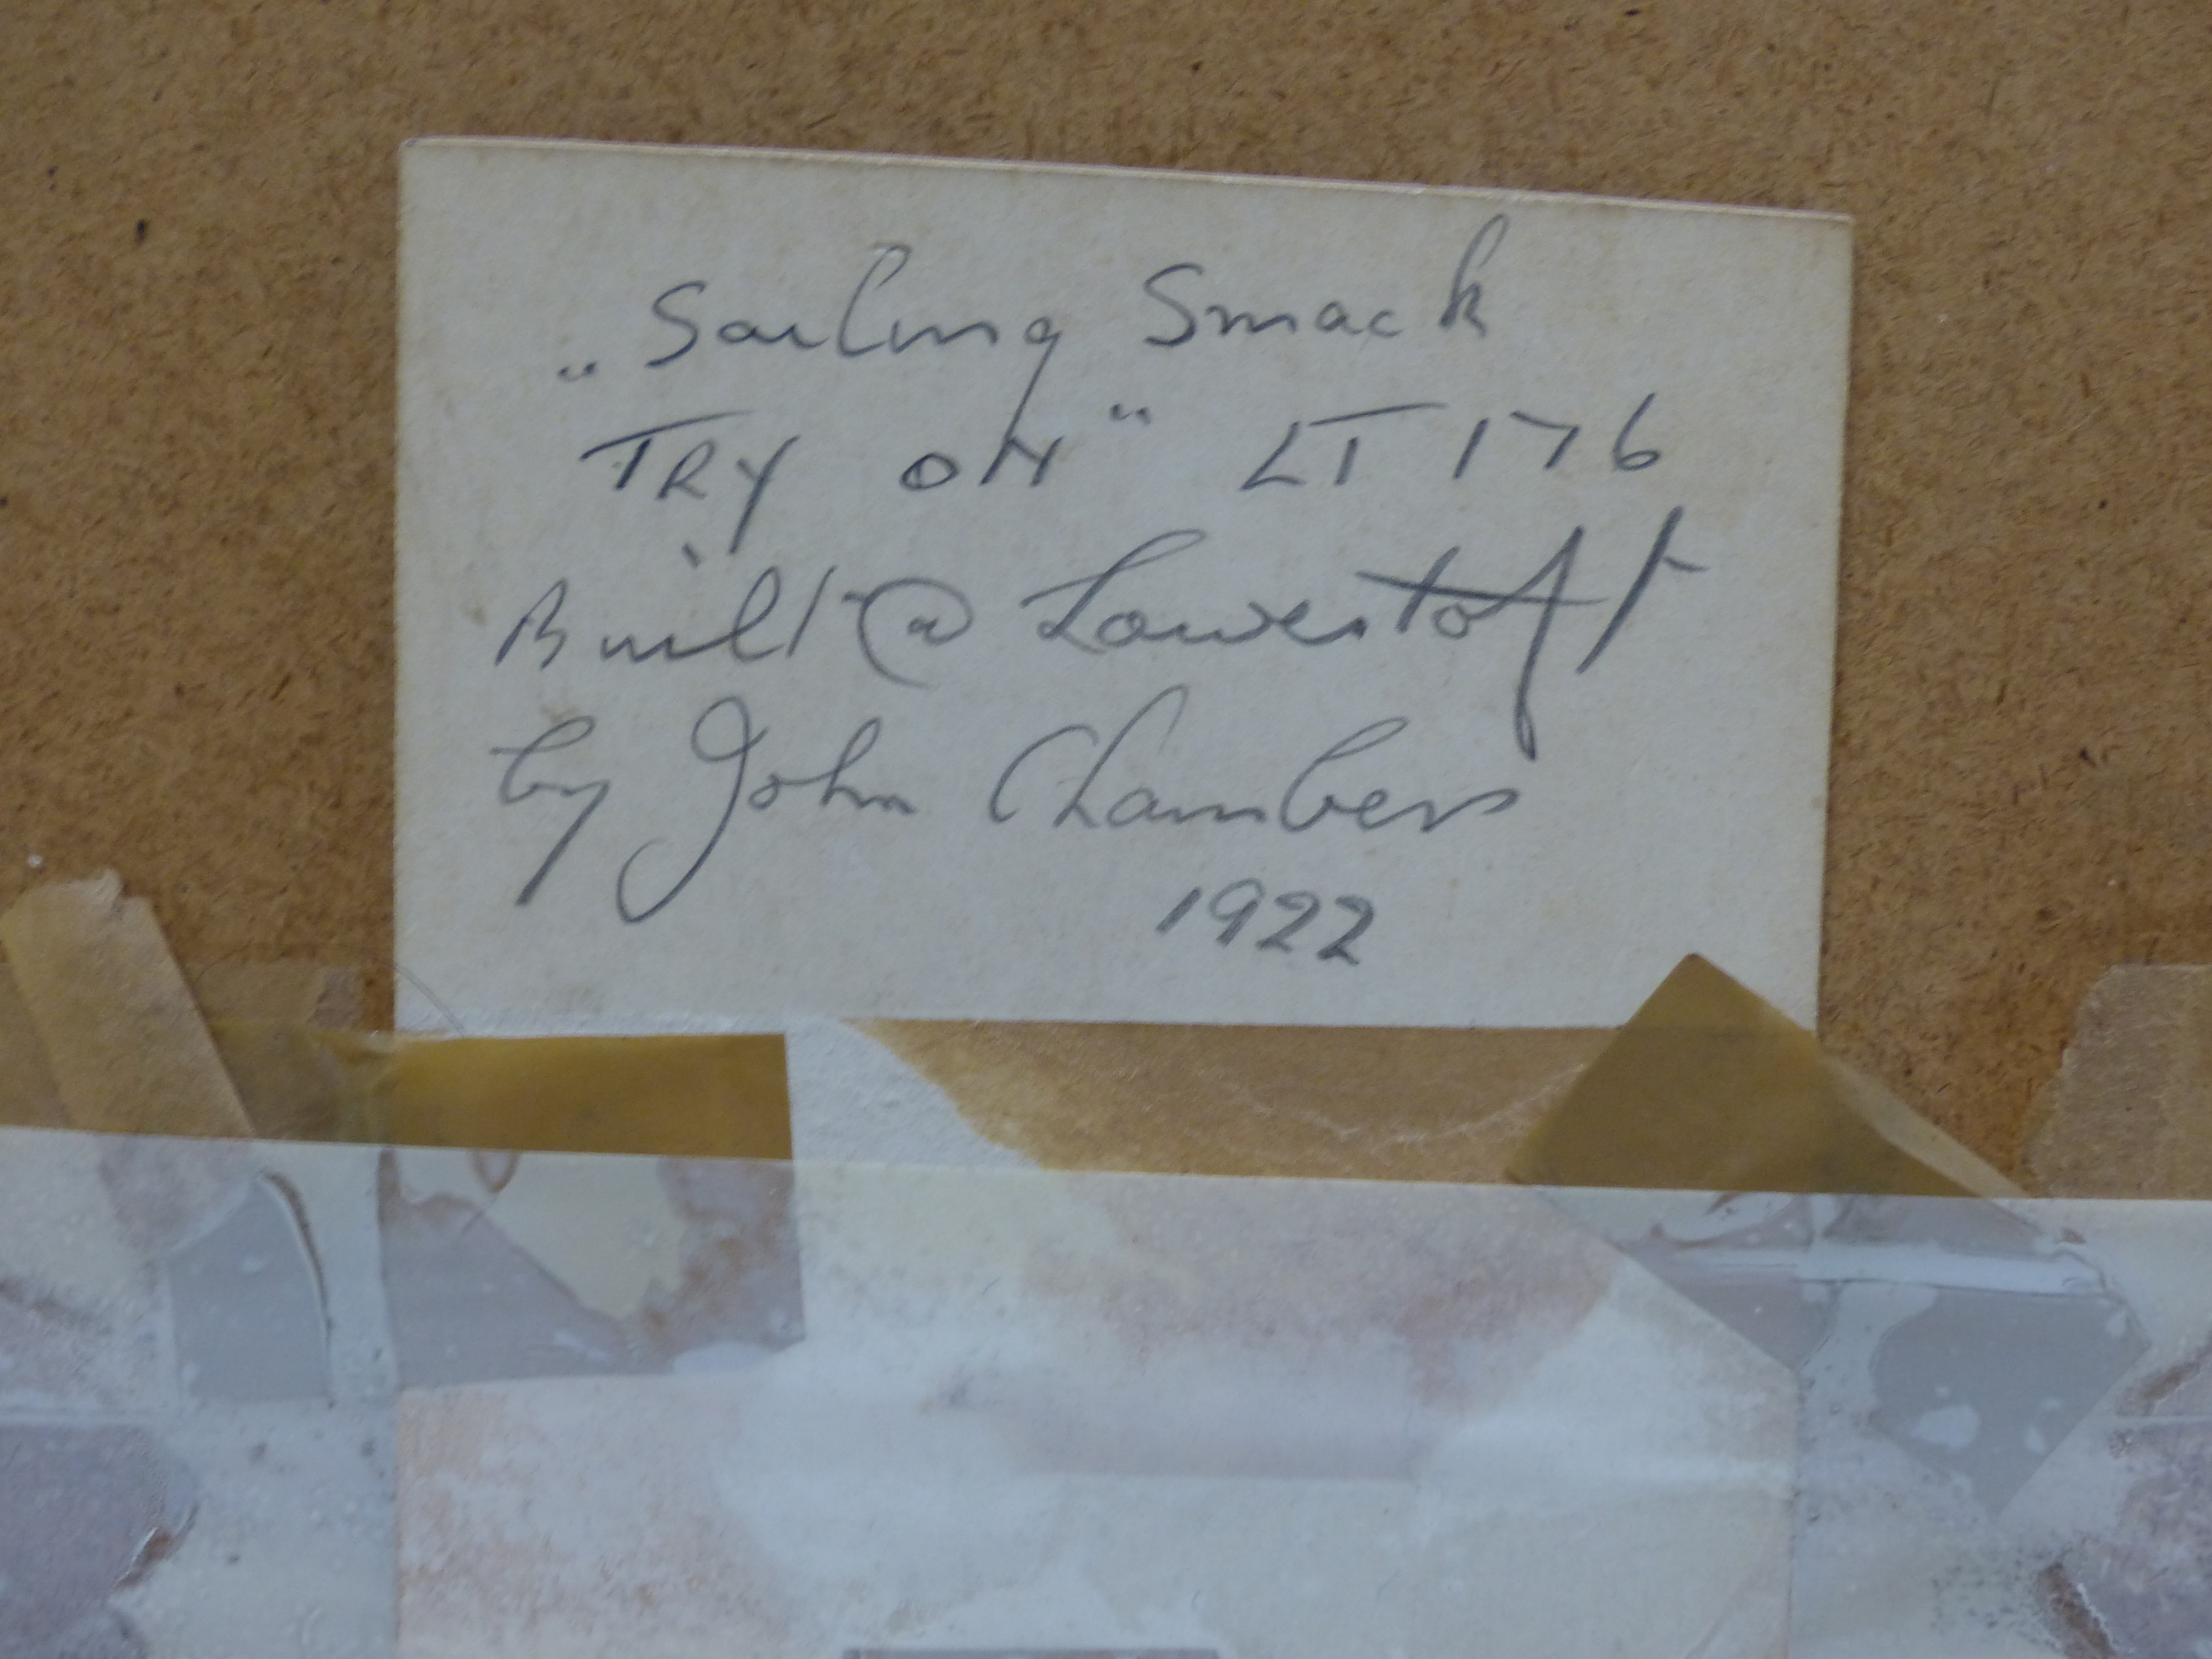 „Sailing Smack
TRY ON" LT 176
Built @ Lowestoft
by John Chambers
1922